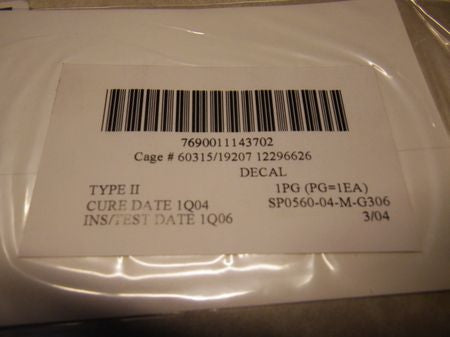 7690011143702
Cage # 60315/19207 12296626
DECAL
TYPE II 1PG (PG=1EA)
CURE DATE 1Q04 SP0560-04-M-G306
INS/TEST DATE 1Q06 3/04